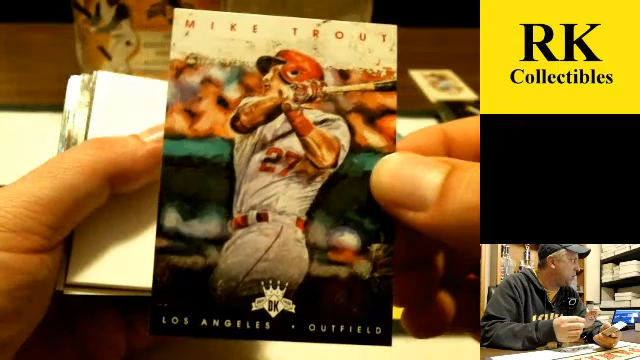 MIKE TROUT
27
DK
LOS ANGELES • OUTFIELD
RK
Collectibles